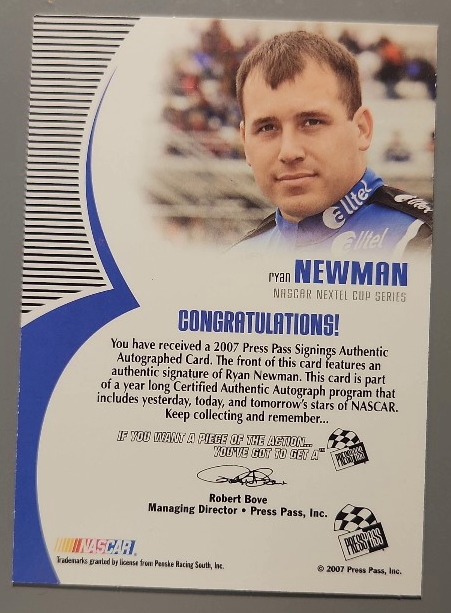 alltel
alltel
ryan NEWMAN
NASCAR NEXTEL CUP SERIES
CONGRATULATIONS!
You have received a 2007 Press Pass Signings Authentic
Autographed Card. The front of this card features an
authentic signature of Ryan Newman. This card is part
of a year long Certified Authentic Autograph program that
includes yesterday, today, and tomorrow's stars of NASCAR.
Keep collecting and remember...
IF YOU WANT A PIECE OF THE ACTION...
YOU'VE GOT TO GET A™
PRESS PASS
Robert Bove
Managing Director • Press Pass, Inc.
PRESS PASS
NASCAR
Trademarks granted by license from Penske Racing South, Inc.
© 2007 Press Pass, Inc.